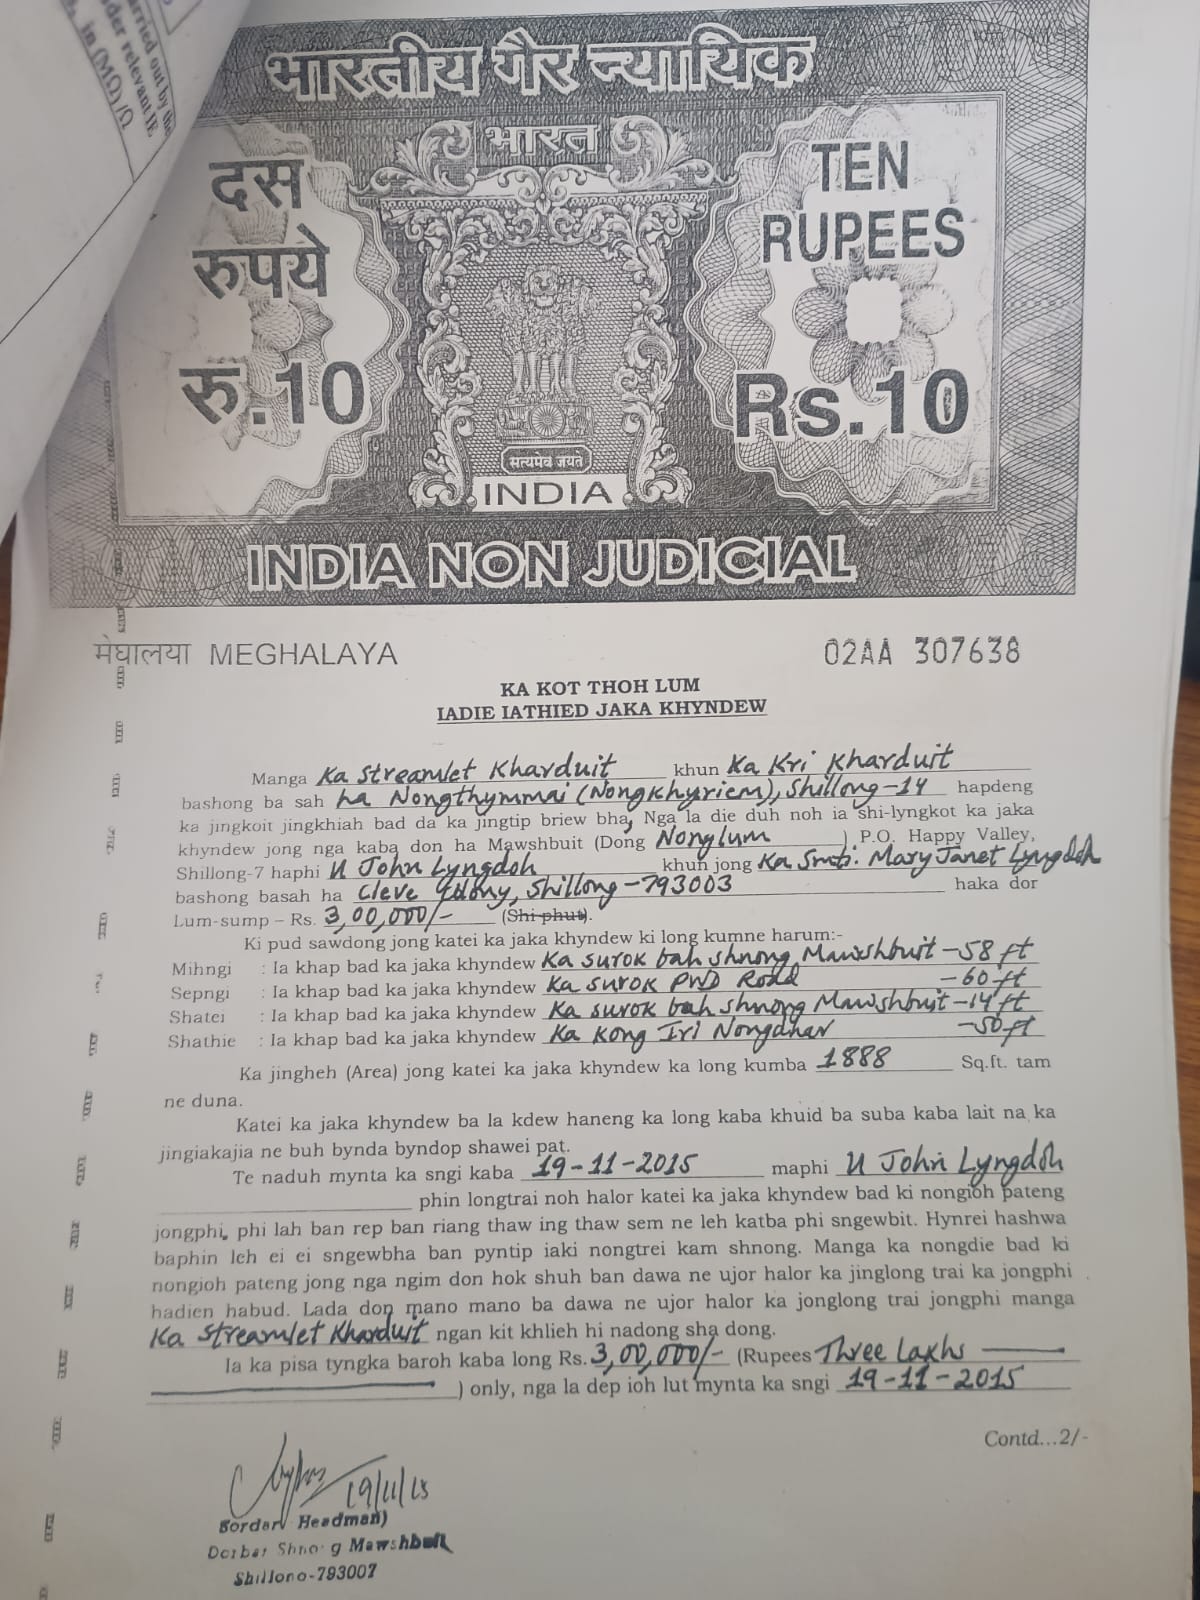 arried out by the
der relevant IE
in (MΩ)/Ω
भारतीय गैर न्यायिक
भारत
दस
रुपये
रु.10
TEN
RUPEES
Rs.10
सत्यमेव जयते
INDIA
INDIA NON JUDICIAL
मेघालया MEGHALAYA 02AA 307638
KA KOT THOH LUM
IADIE IATHIED JAKA KHYNDEW
Manga Ka Streamlet Kharduit khun Ka Kri Kharduit
bashong ba sah ha Nongthymmai (Nongkhyriem), Shillong-14 hapdeng
ka jingkoit jingkhiah bad da ka jingtip briew bha, Nga la die duh noh ia shi-lyngkot ka jaka
khyndew jong nga kaba don ha Mawshbuit (Dong Nonglum ) P.O. Happy Valley,
Shillong-7 haphi U John Lyngdoh khun jong Ka Smti. Mary Janet Lyngdoh
bashong basah ha Cleve Colony, Shillong-793003 haka dor
Lum-sump – Rs. 3,00,000/- (Shi phut).
Ki pud sawdong jong katei ka jaka khyndew ki long kumne harum:-
Mihngi : Ia khap bad ka jaka khyndew Ka surok bah shnong Mawshbuit -58 ft
Sepngi : Ia khap bad ka jaka khyndew Ka surok PWD Road -60 ft
Shatei : Ia khap bad ka jaka khyndew Ka surok bah shnong Mawshbuit -14 ft
Shathie : Ia khap bad ka jaka khyndew Ka Kong Iri Nongdhar -50 ft
Ka jingheh (Area) jong katei ka jaka khyndew ka long kumba 1888 Sq.ft. tam
ne duna.
Katei ka jaka khyndew ba la kdew haneng ka long kaba khuid ba suba kaba lait na ka
jingiakajia ne buh bynda byndop shawei pat.
Te naduh mynta ka sngi kaba 19-11-2015 maphi U John Lyngdoh
phin longtrai noh halor katei ka jaka khyndew bad ki nongioh pateng
jongphi, phi lah ban rep ban riang thaw ing thaw sem ne leh katba phi sngewbit. Hynrei hashwa
baphin leh ei ei sngewbha ban pyntip iaki nongtrei kam shnong. Manga ka nongdie bad ki
nongioh pateng jong nga ngim don hok shuh ban dawa ne ujor halor ka jinglong trai ka jongphi
hadien habud. Lada don mano mano ba dawa ne ujor halor ka jonglong trai jongphi manga
Ka Streamlet Kharduit ngan kit khlieh hi nadong sha dong.
Ia ka pisa tyngka baroh kaba long Rs. 3,00,000/- (Rupees Three Laxhs
) only, nga la dep ioh lut mynta ka sngi 19-11-2015
Contd...2/-
19/11/15
Sordar Headman)
Dorbar Shnong Mawshbuit
Shillong-793007